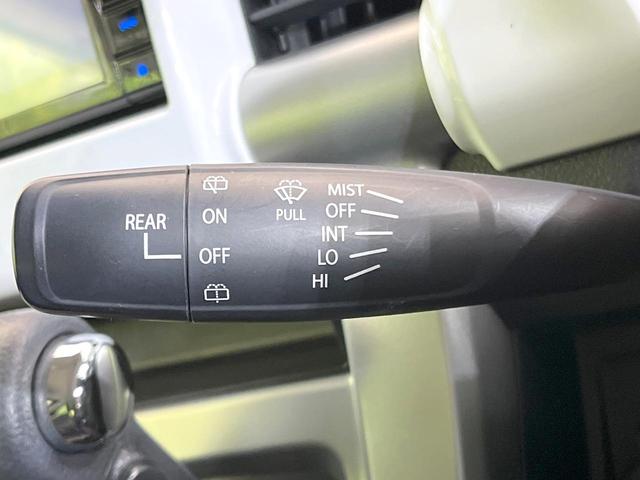 REAR
ON
OFF
PULL
MIST
OFF
INT
LO
HI